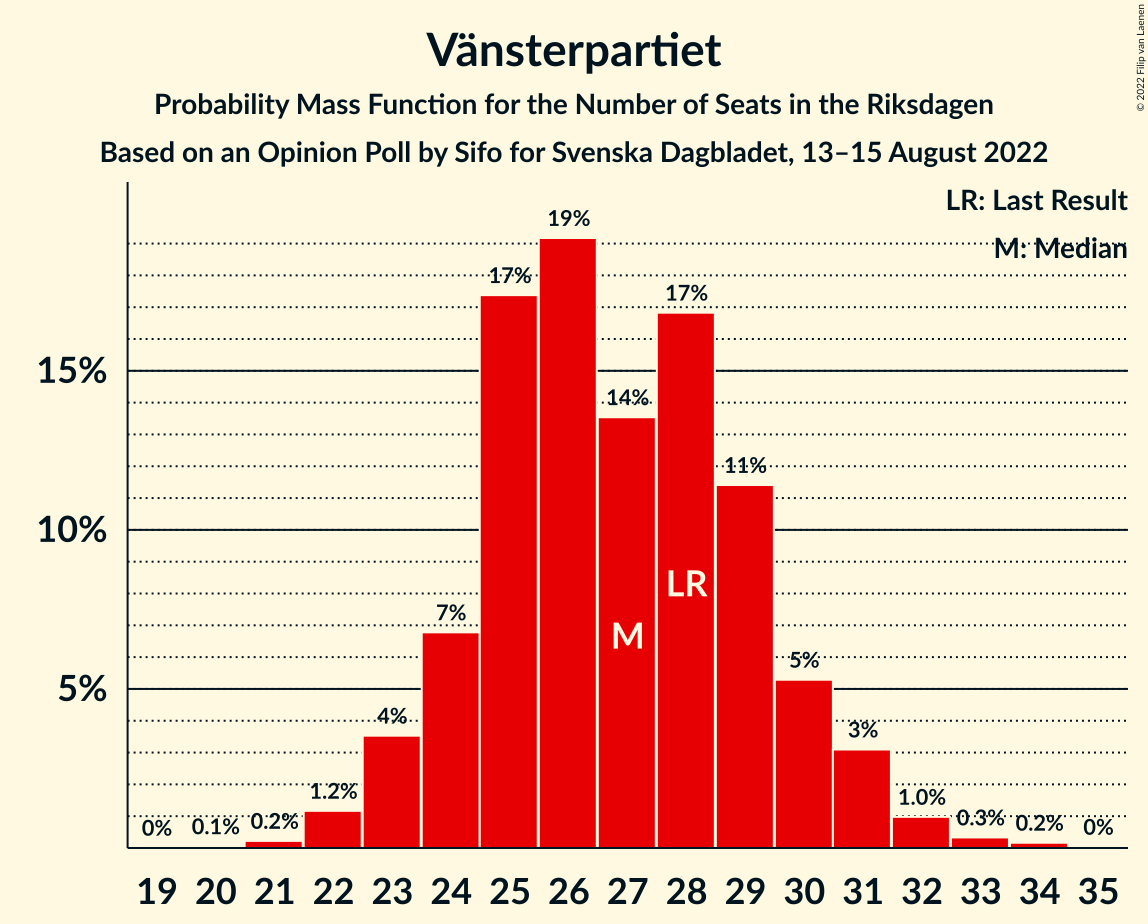 Vänsterpartiet
Probability Mass Function for the Number of Seats in the Riksdagen
Based on an Opinion Poll by Sifo for Svenska Dagbladet, 13–15 August 2022
© 2022 Filip van Laenen
LR: Last Result
M: Median
19%
17%
17%
15%
14%
11%
10%
LR
7%
M
5%
5%
4%
3%
1.2%
1.0%
0%
0.1%
0.2%
0.3%
0.2%
0%
19 20 21 22 23 24 25 26 27 28 29 30 31 32 33 34 35